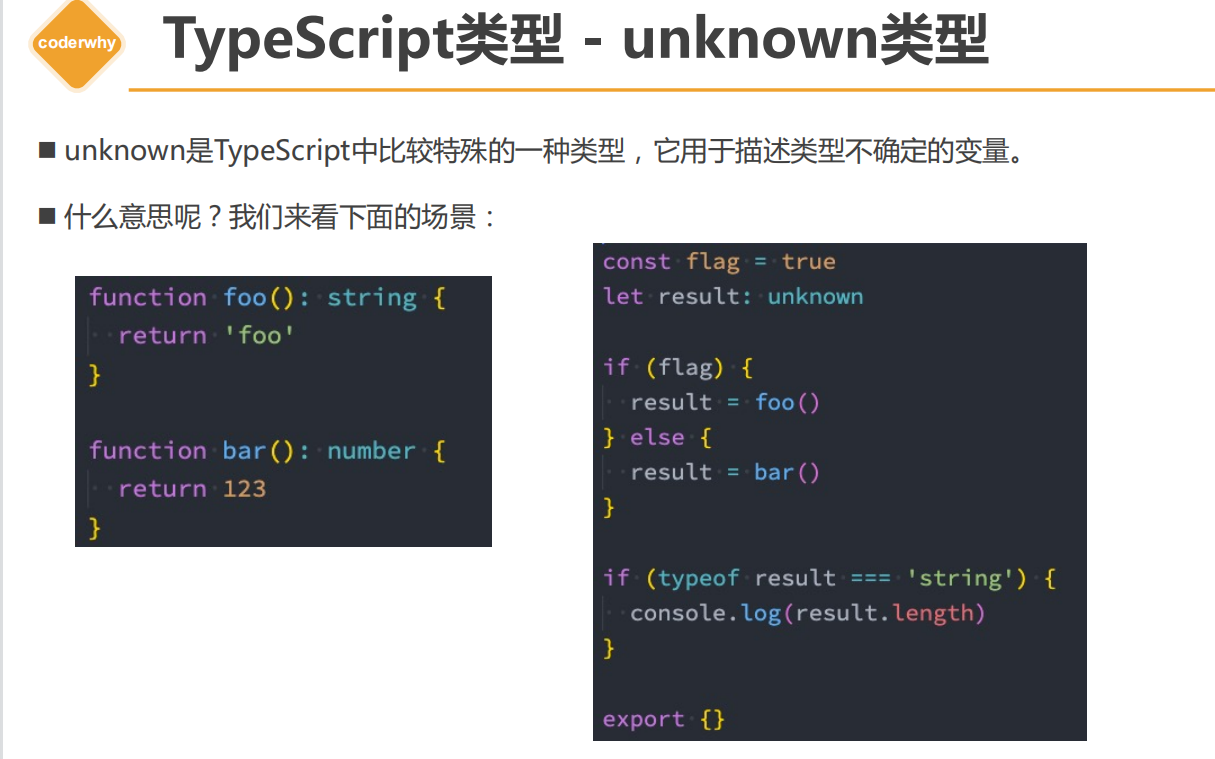 coderwhy
TypeScript类型 - unknown类型
■ unknown是TypeScript中比较特殊的一种类型，它用于描述类型不确定的变量。
■ 什么意思呢？我们来看下面的场景：
function foo(): string {
  return 'foo'
}

function bar(): number {
  return 123
}
const flag = true
let result: unknown

if (flag) {
  result = foo()
} else {
  result = bar()
}

if (typeof result === 'string') {
  console.log(result.length)
}

export {}